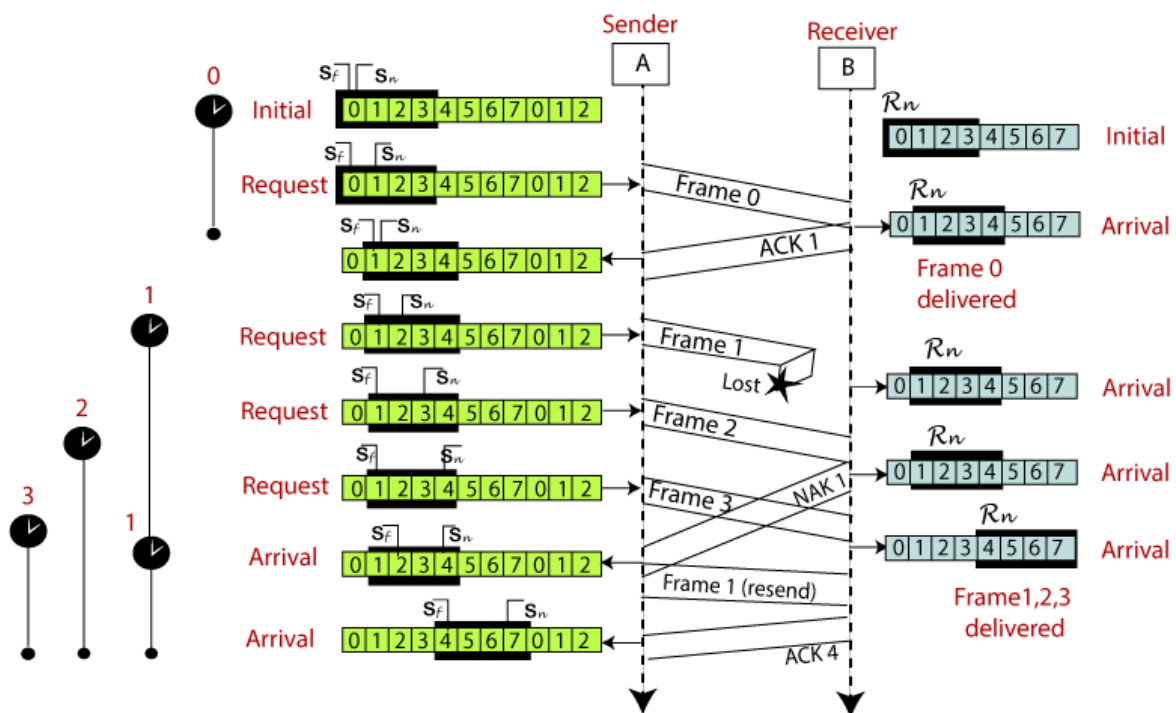 Sender
Receiver
A
B
0
Sf Sn
Initial
0 1 2 3 4 5 6 7 0 1 2
Rn
0 1 2 3 4 5 6 7
Initial
Sf Sn
Request
0 1 2 3 4 5 6 7 0 1 2
Frame 0
Rn
0 1 2 3 4 5 6 7
Arrival
Sf Sn
0 1 2 3 4 5 6 7 0 1 2
ACK 1
Frame 0
delivered
1
Sf Sn
Request
0 1 2 3 4 5 6 7 0 1 2
Frame 1
Lost
Rn
0 1 2 3 4 5 6 7
Arrival
2
Sf Sn
Request
0 1 2 3 4 5 6 7 0 1 2
Frame 2
Rn
0 1 2 3 4 5 6 7
Arrival
3
Sf Sn
Request
0 1 2 3 4 5 6 7 0 1 2
Frame 3
NAK 1
Rn
0 1 2 3 4 5 6 7
Arrival
1
Sf Sn
Arrival
0 1 2 3 4 5 6 7 0 1 2
Frame 1 (resend)
Frame1,2,3
delivered
Sf Sn
Arrival
0 1 2 3 4 5 6 7 0 1 2
ACK 4